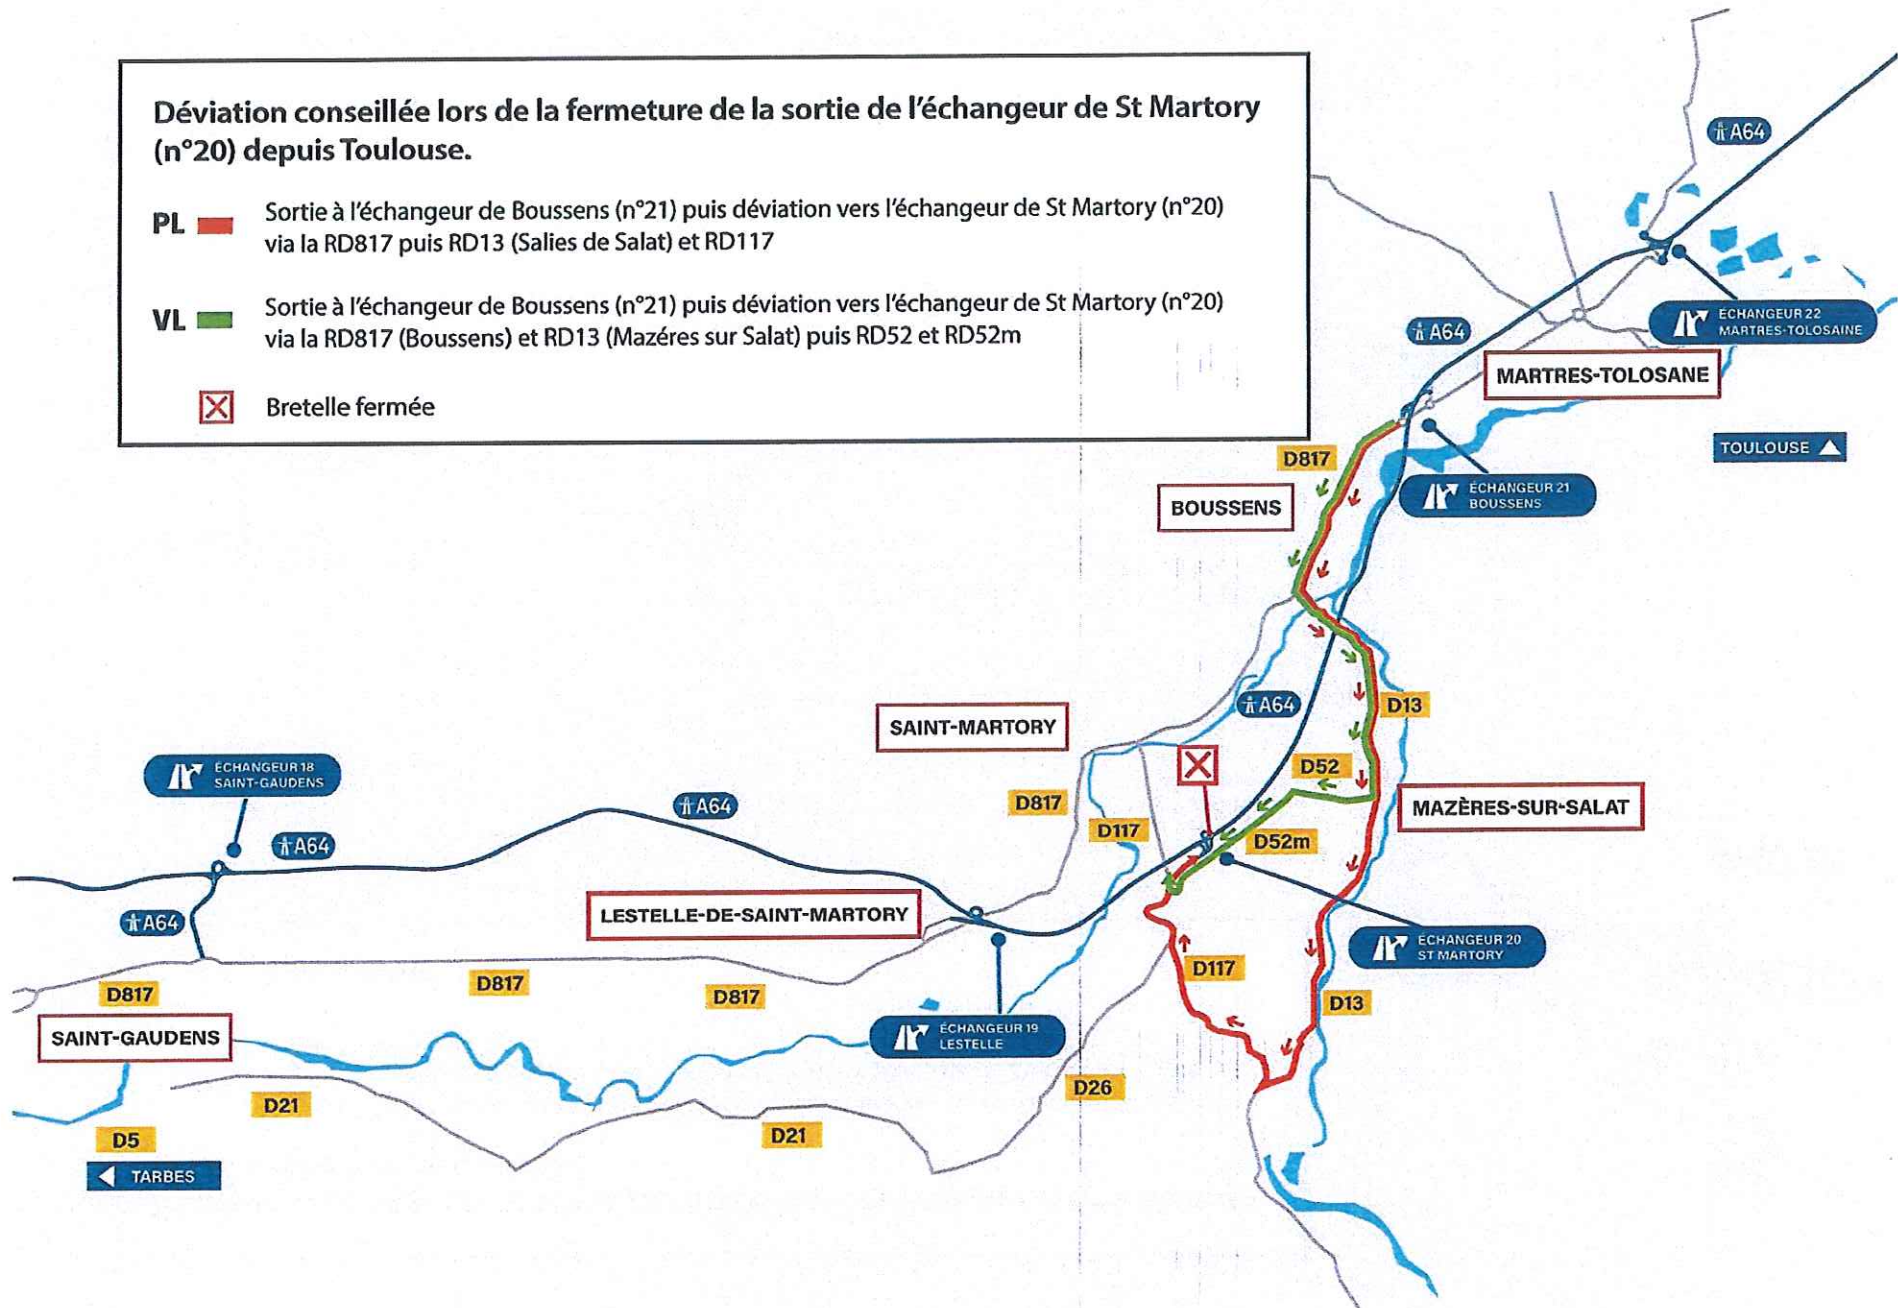 Déviation conseillée lors de la fermeture de la sortie de l'échangeur de St Martory
(n°20) depuis Toulouse.
PL
Sortie à l'échangeur de Boussens (n°21) puis déviation vers l'échangeur de St Martory (n°20)
via la RD817 puis RD13 (Salies de Salat) et RD117
VL
Sortie à l'échangeur de Boussens (n°21) puis déviation vers l'échangeur de St Martory (n°20)
via la RD817 (Boussens) et RD13 (Mazéres sur Salat) puis RD52 et RD52m
Bretelle fermée
A64
ÉCHANGEUR 22
MARTRES-TOLOSAINE
A64
MARTRES-TOLOSANE
TOULOUSE
D817
ÉCHANGEUR 21
BOUSSENS
BOUSSENS
A64
D13
SAINT-MARTORY
D52
ÉCHANGEUR 18
SAINT-GAUDENS
A64
D817
MAZÈRES-SUR-SALAT
D117
D52m
A64
A64
LESTELLE-DE-SAINT-MARTORY
ÉCHANGEUR 20
ST MARTORY
D117
D817
D817
D817
D13
SAINT-GAUDENS
ÉCHANGEUR 19
LESTELLE
D26
D21
D21
D5
TARBES